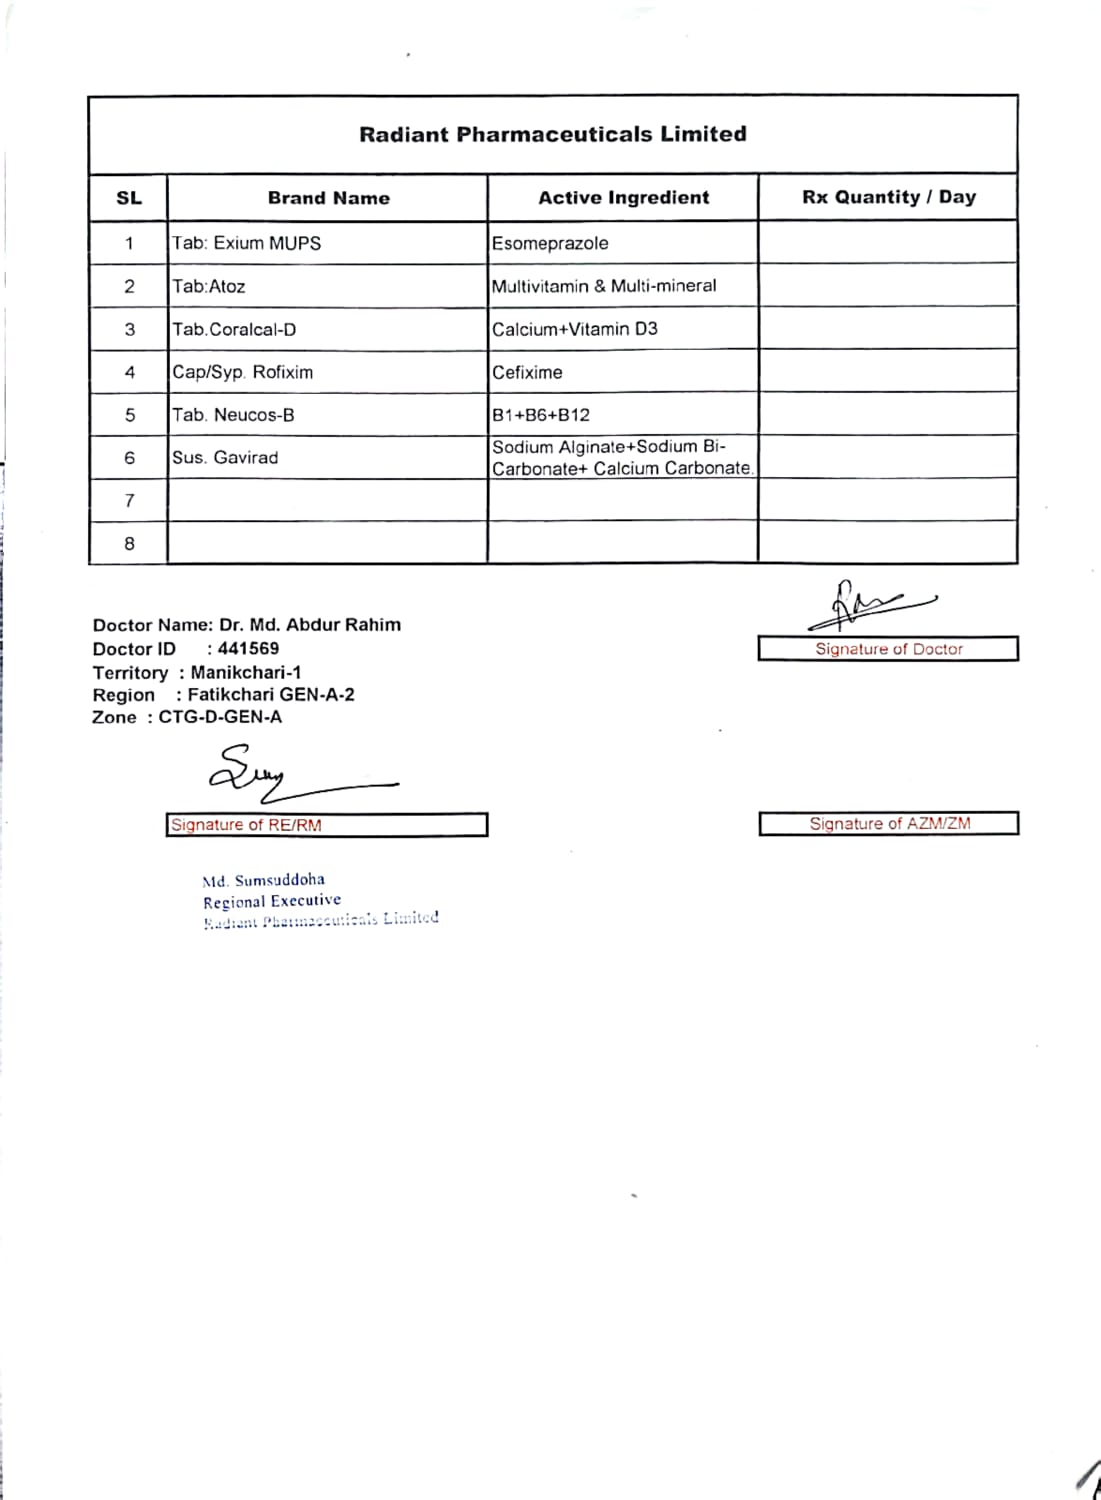 Radiant Pharmaceuticals Limited
SL Brand Name Active Ingredient Rx Quantity / Day
1 Tab: Exium MUPS Esomeprazole
2 Tab:Atoz Multivitamin & Multi-mineral
3 Tab.Coralcal-D Calcium+Vitamin D3
4 Cap/Syp. Rofixim Cefixime
5 Tab. Neucos-B B1+B6+B12
6 Sus. Gavirad Sodium Alginate+Sodium Bi-
Carbonate+ Calcium Carbonate.
7
8
Doctor Name: Dr. Md. Abdur Rahim
Doctor ID : 441569
Territory : Manikchari-1
Region : Fatikchari GEN-A-2
Zone : CTG-D-GEN-A
Signature of Doctor
Signature of RE/RM
Signature of AZM/ZM
Md. Sumsuddoha
Regional Executive
Radiant Pharmaceuticals Limited